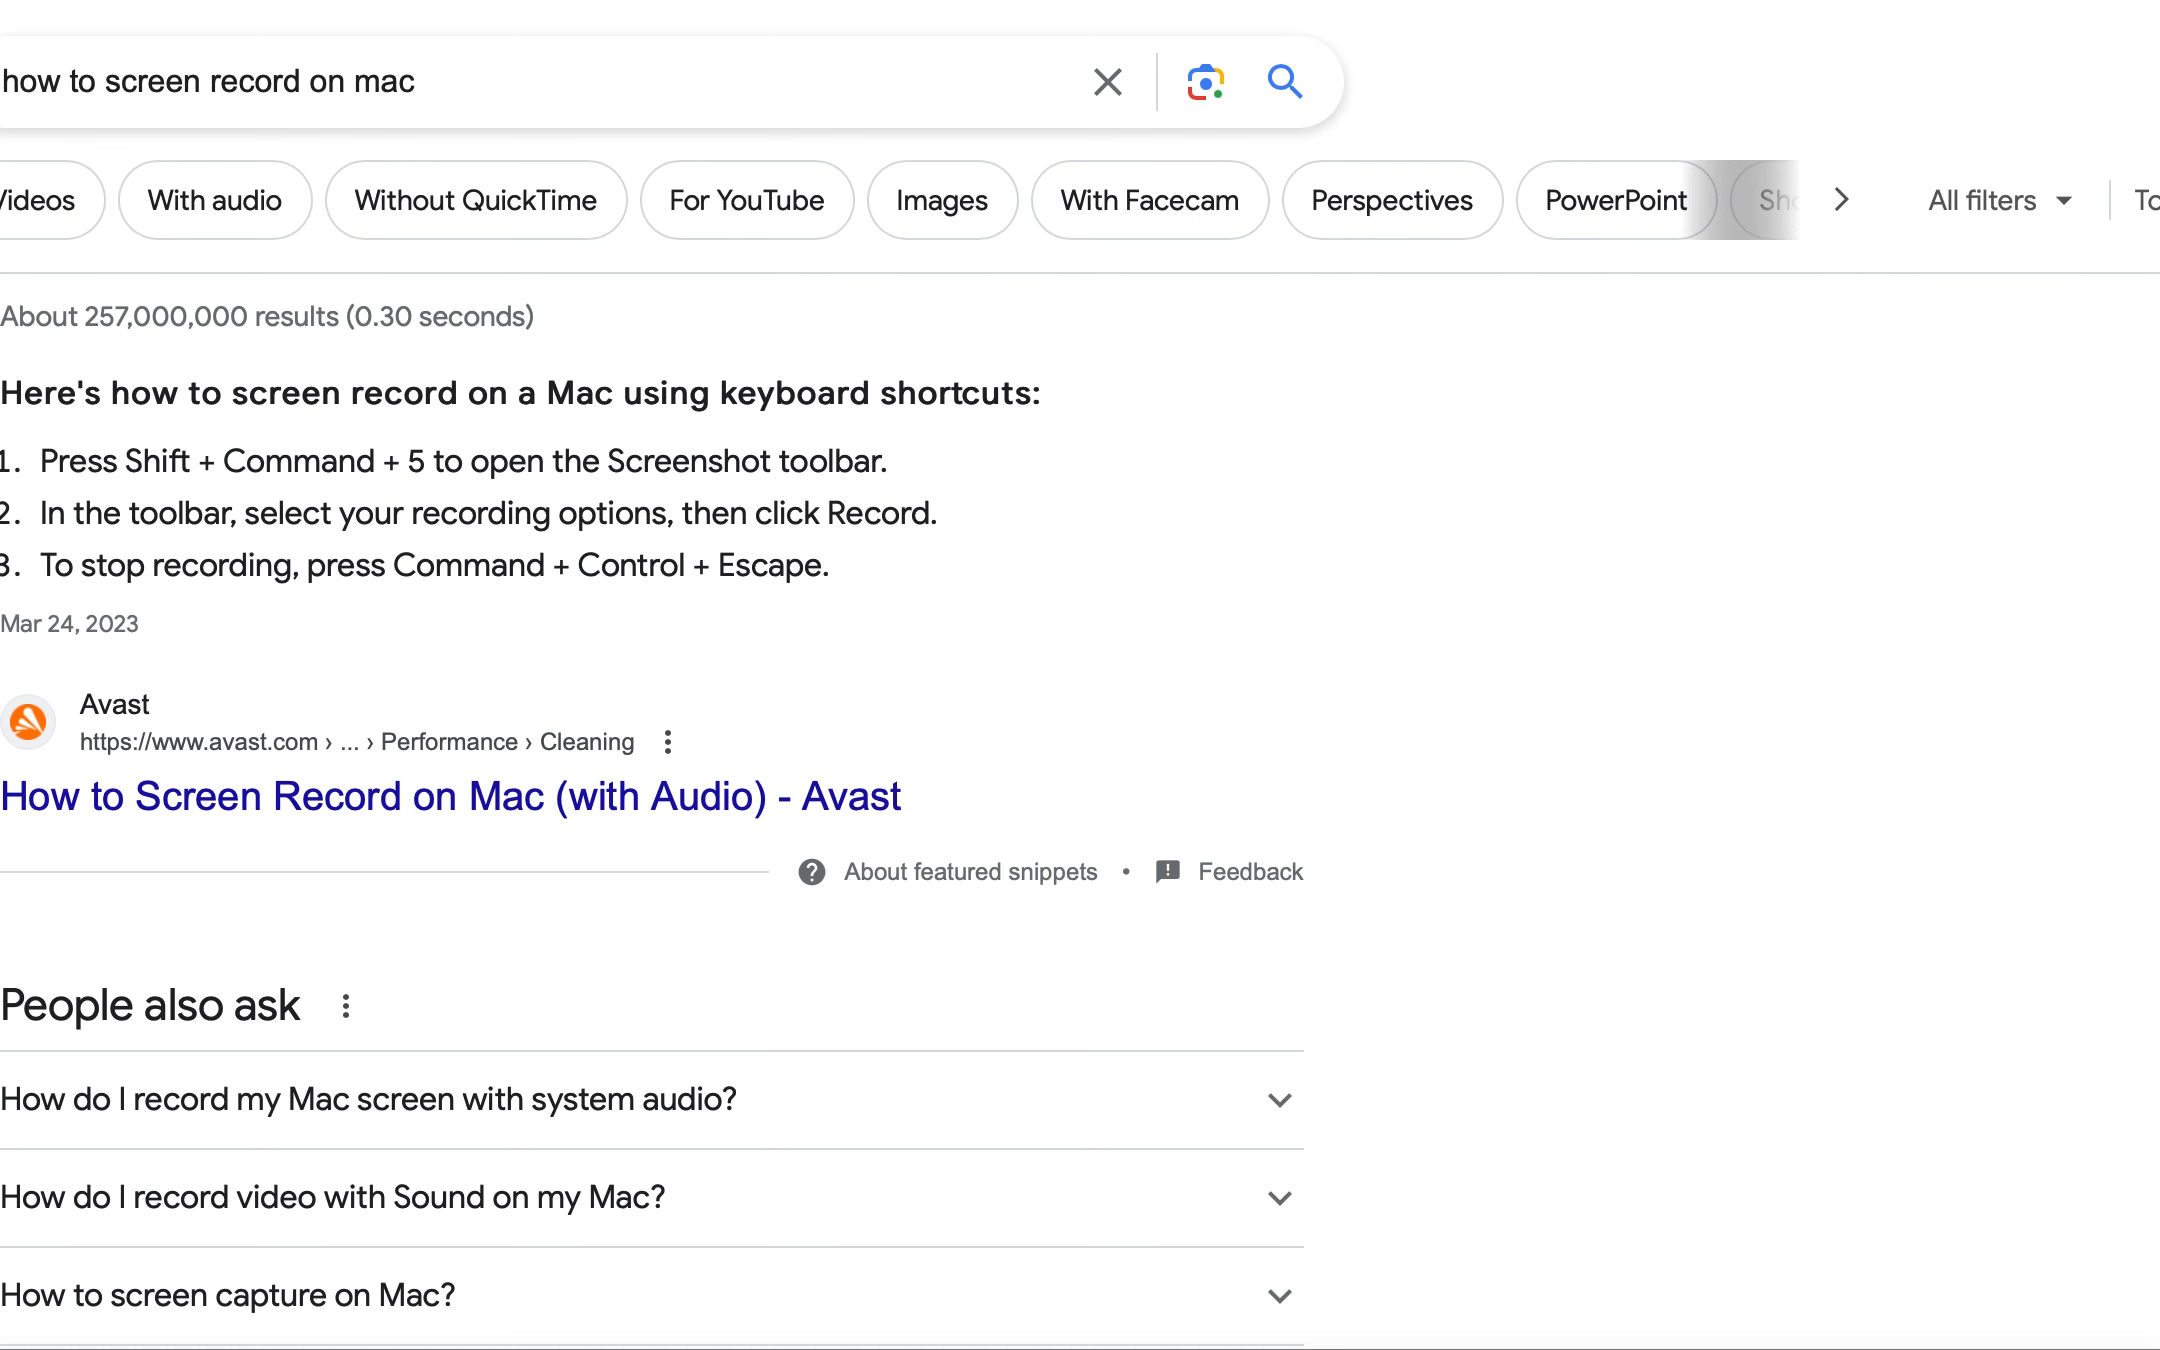 how to screen record on mac
Videos
With audio
Without QuickTime
For YouTube
Images
With Facecam
Perspectives
PowerPoint
All filters
About 257,000,000 results (0.30 seconds)
Here's how to screen record on a Mac using keyboard shortcuts:
1. Press Shift + Command + 5 to open the Screenshot toolbar.
2. In the toolbar, select your recording options, then click Record.
3. To stop recording, press Command + Control + Escape.
Mar 24, 2023
Avast
https://www.avast.com › ... › Performance › Cleaning
How to Screen Record on Mac (with Audio) - Avast
About featured snippets • Feedback
People also ask
How do I record my Mac screen with system audio?
How do I record video with Sound on my Mac?
How to screen capture on Mac?